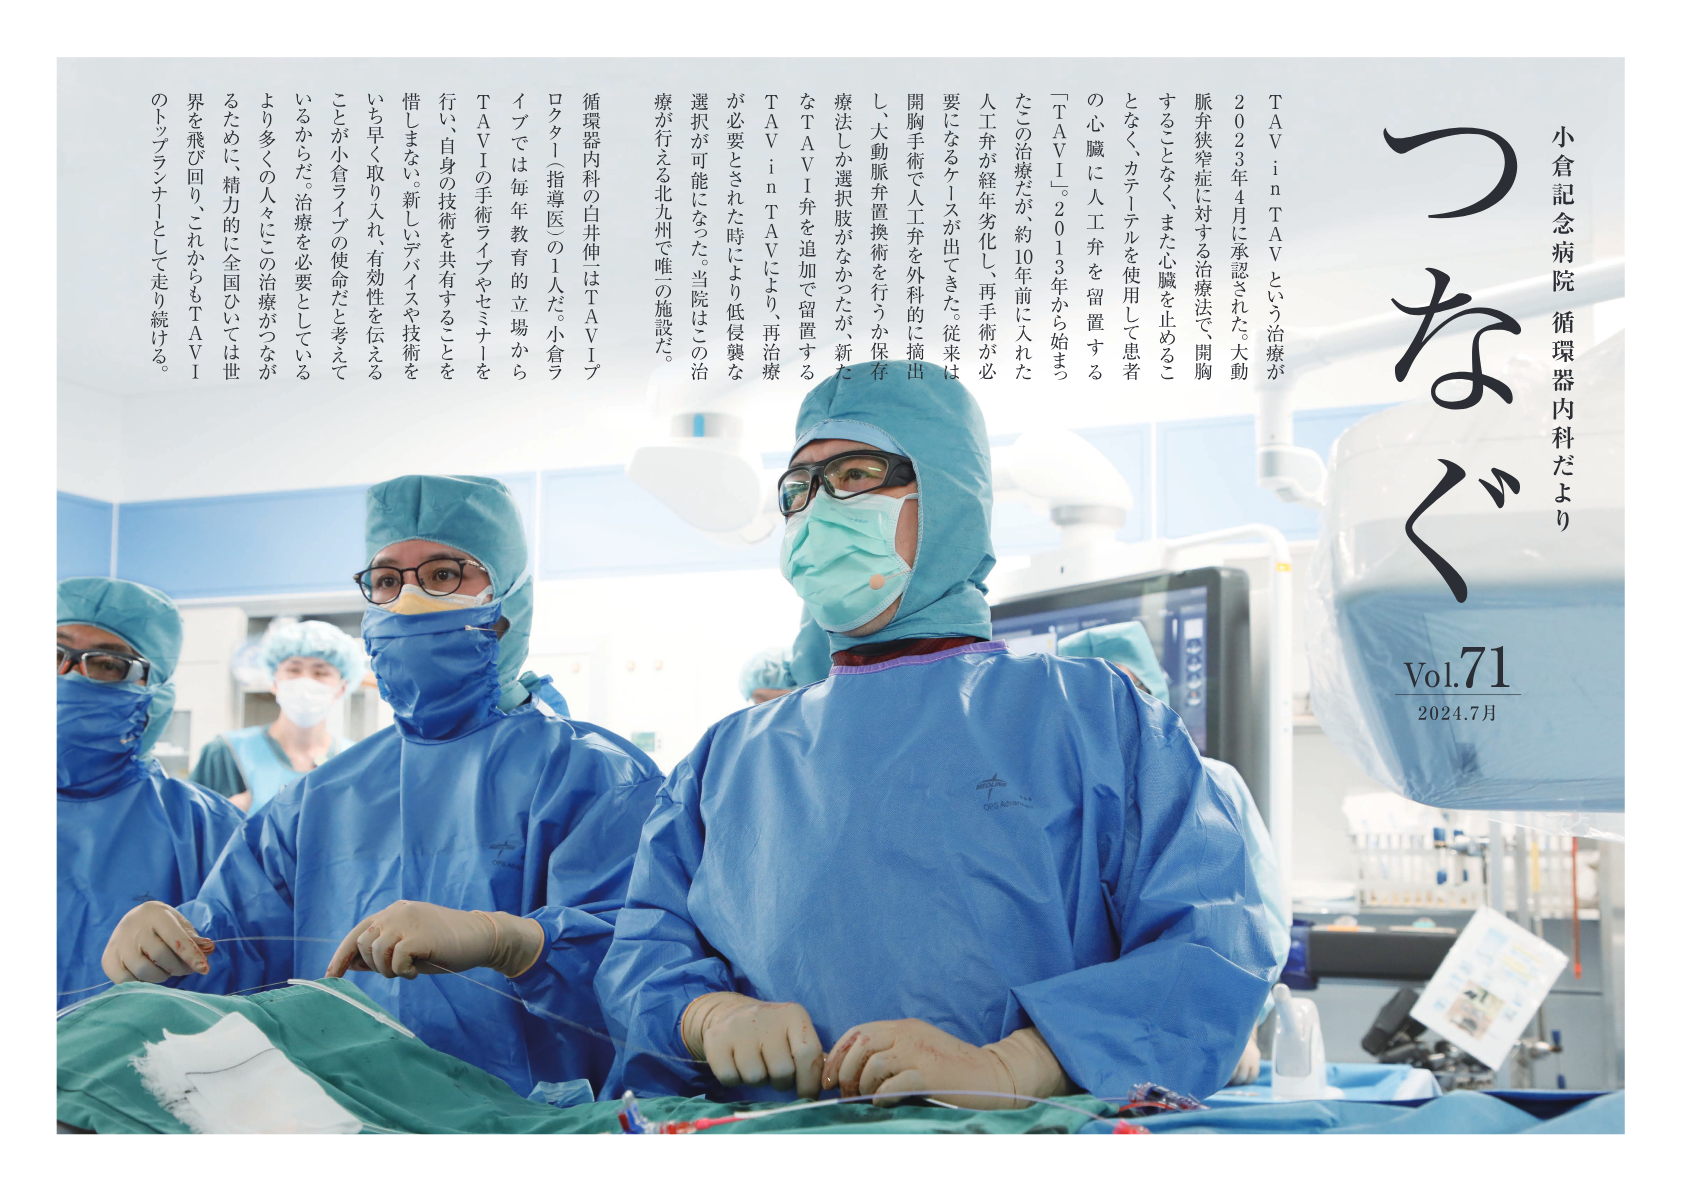 小倉記念病院 循環器内科だより
つなぐ
Vol.71
2024.7月
TAV in TAVという治療が
2023年4月に承認された。大動
脈弁狭窄症に対する治療法で、開胸
することなく、また心臓を止めるこ
となく、カテーテルを使用して患者
の心臓に人工弁を留置する
「TAVI」。2013年から始まっ
たこの治療だが、約10年前に入れた
人工弁が経年劣化し、再手術が必
要になるケースが出てきた。従来は
開胸手術で人工弁を外科的に摘出
し、大動脈弁置換術を行うか保存
療法しか選択肢がなかったが、新た
なTAVI弁を追加で留置する
TAV in TAVにより、再治療
が必要とされた時により低侵襲な
選択が可能になった。当院はこの治
療が行える北九州で唯一の施設だ。
循環器内科の白井伸一はTAVIプ
ロクター(指導医)の1人だ。小倉ラ
イブでは毎年教育的立場から
TAVIの手術ライブやセミナーを
行い、自身の技術を共有することを
惜しまない。新しいデバイスや技術を
いち早く取り入れ、有効性を伝える
ことが小倉ライブの使命だと考えて
いるからだ。治療を必要としている
より多くの人々にこの治療がつなが
るために、精力的に全国ひいては世
界を飛び回り、これからもTAVI
のトップランナーとして走り続ける。